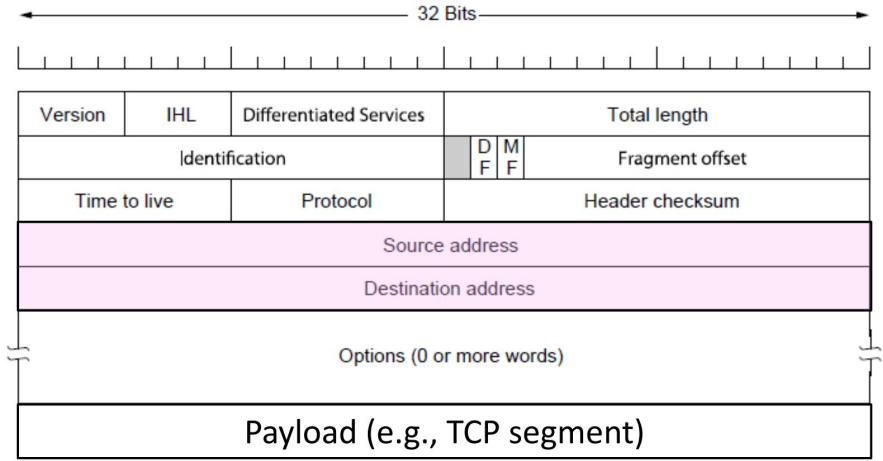 32 Bits
Version IHL Differentiated Services Total length
Identification D F M F Fragment offset
Time to live Protocol Header checksum
Source address
Destination address
Options (0 or more words)
Payload (e.g., TCP segment)